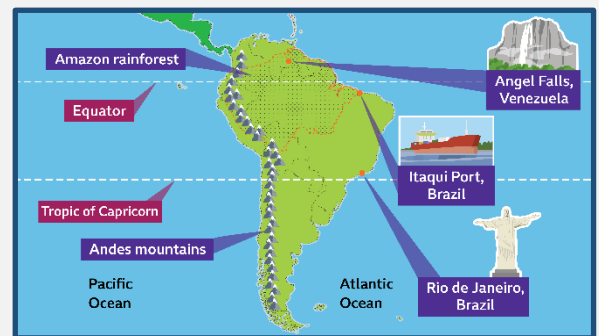 Amazon rainforest
Angel Falls,
Venezuela
Equator
Itaqui Port,
Brazil
Tropic of Capricorn
Andes mountains
Pacific
Ocean
Atlantic
Ocean
Rio de Janeiro,
Brazil